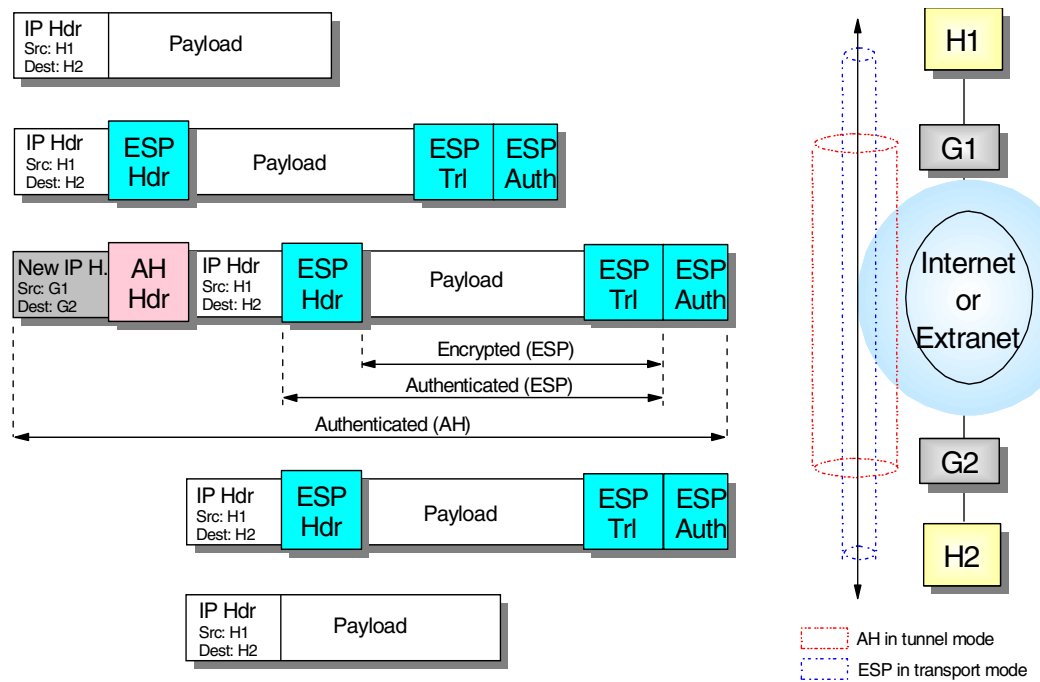 IP Hdr
Src: H1
Dest: H2
Payload
IP Hdr
Src: H1
Dest: H2
ESP
Hdr
Payload
ESP
Trl
ESP
Auth
New IP H.
Src: G1
Dest: G2
AH
Hdr
IP Hdr
Src: H1
Dest: H2
ESP
Hdr
Payload
ESP
Trl
ESP
Auth
Encrypted (ESP)
Authenticated (ESP)
Authenticated (AH)
IP Hdr
Src: H1
Dest: H2
ESP
Hdr
Payload
ESP
Trl
ESP
Auth
IP Hdr
Src: H1
Dest: H2
Payload
H1
G1
Internet
or
Extranet
G2
H2
AH in tunnel mode
ESP in transport mode